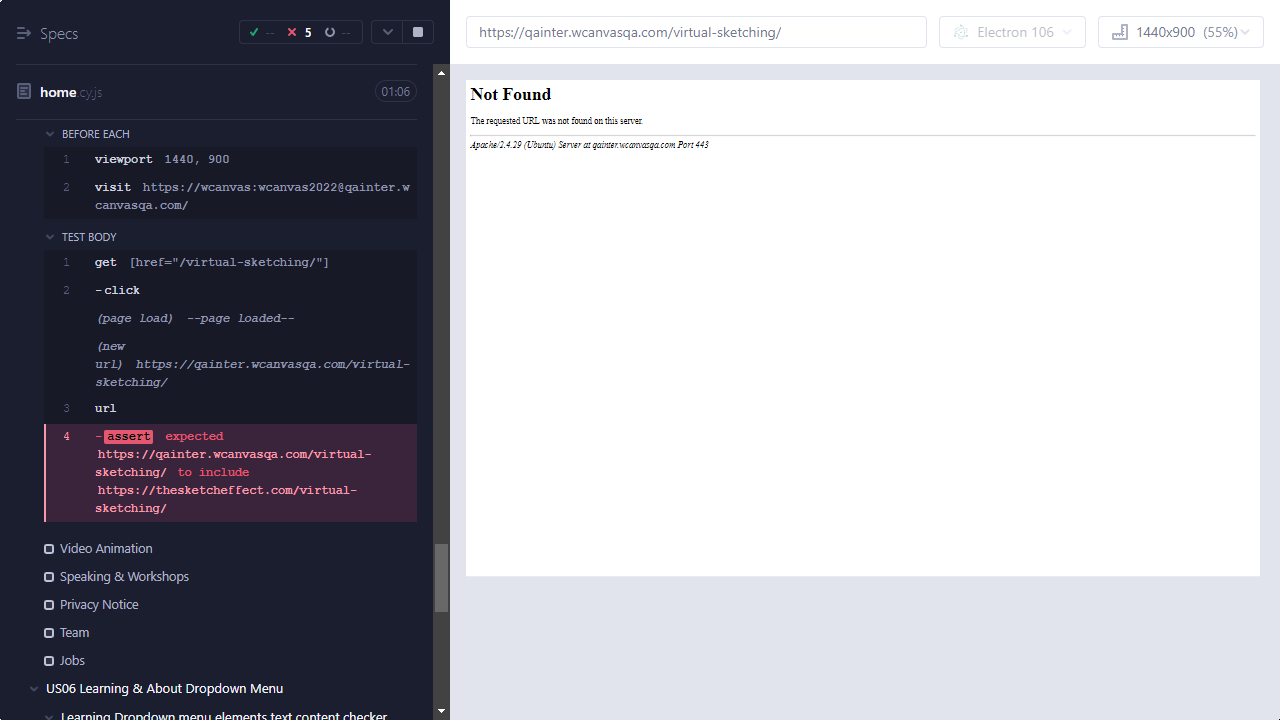 Specs
-- 5 --
https://qainter.wcanvasqa.com/virtual-sketching/
Electron 106
1440x900 (55%)
home.cy.js
01:06
BEFORE EACH
1 viewport 1440, 900
2 visit https://wcanvas:wcanvas2022@qainter.w
canvasqa.com/
TEST BODY
1 get [href="/virtual-sketching/"]
2 -click
(page load) --page loaded--
(new
url) https://qainter.wcanvasqa.com/virtual-
sketching/
3 url
4 -assert expected
https://qainter.wcanvasqa.com/virtual-
sketching/ to include
https://thesketcheffect.com/virtual-
sketching/
Video Animation
Speaking & Workshops
Privacy Notice
Team
Jobs
US06 Learning & About Dropdown Menu
Learning Dropdown menu elements text content checker
Not Found
The requested URL was not found on this server.
Apache/2.4.29 (Ubuntu) Server at qainter.wcanvasqa.com Port 443